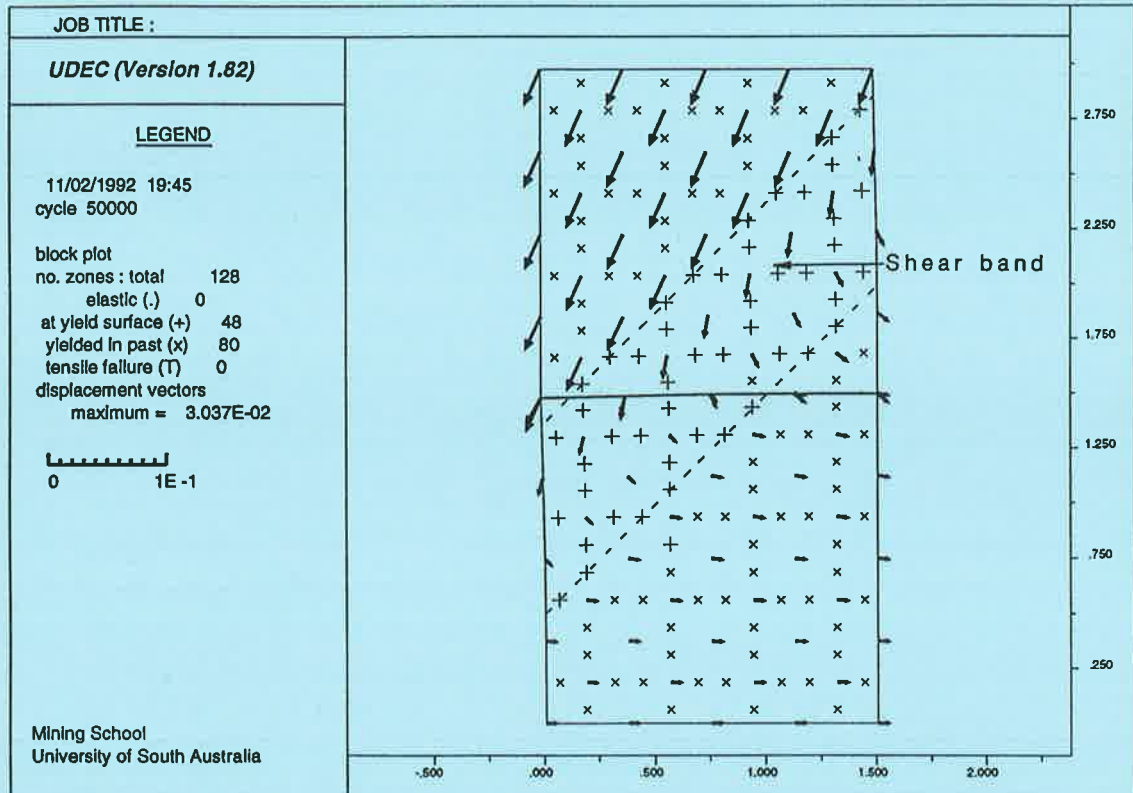 JOB TITLE :
UDEC (Version 1.82)
LEGEND
11/02/1992 19:45
cycle 50000
block plot
no. zones : total 128
elastic (.) 0
at yield surface (+) 48
yielded in past (x) 80
tensile failure (T) 0
displacement vectors
maximum = 3.037E-02
0 1E -1
Mining School
University of South Australia
Shear band
2.750
2.250
1.750
1.250
.750
.250
-.500 .000 .500 1.000 1.500 2.000